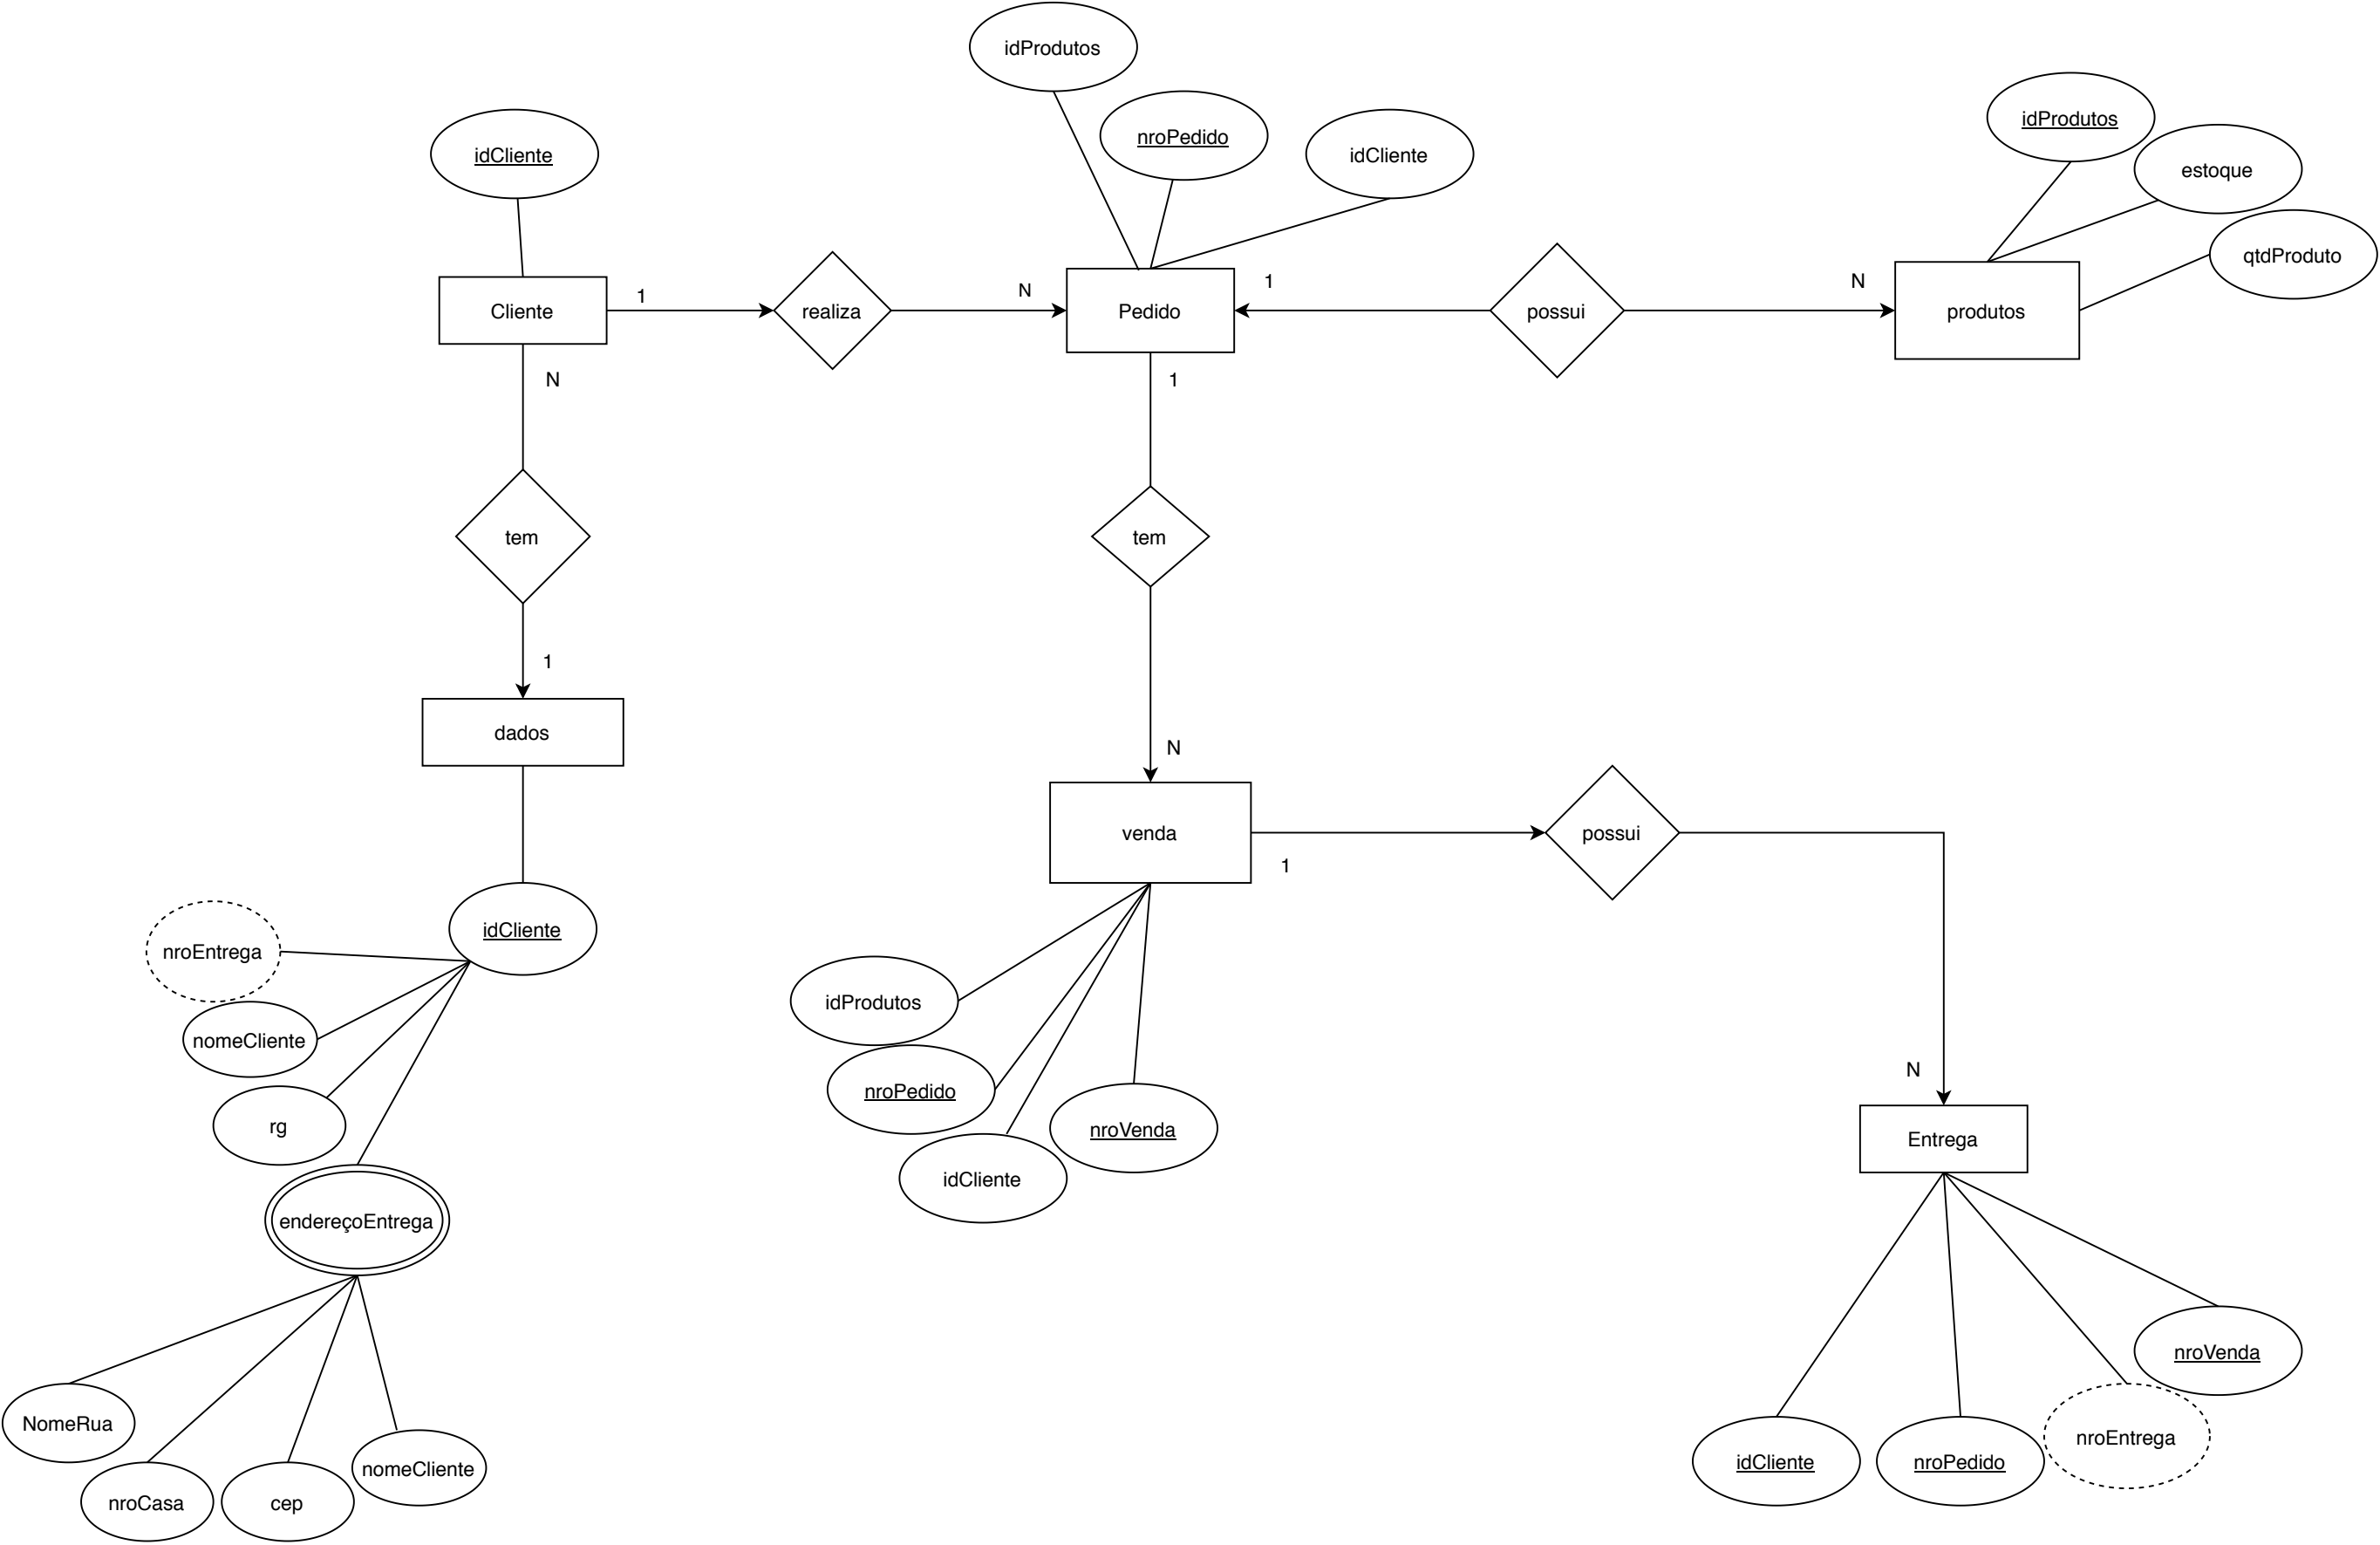 idProdutos
idProdutos
nroPedido
idCliente
idCliente
estoque
qtdProduto
Cliente
1
realiza
N
Pedido
1
possui
N
produtos
N
1
tem
tem
1
dados
N
venda
1
possui
idCliente
nroEntrega
nomeCliente
rg
endereçoEntrega
NomeRua
nroCasa
cep
nomeCliente
idProdutos
nroPedido
idCliente
nroVenda
N
Entrega
idCliente
nroPedido
nroEntrega
nroVenda